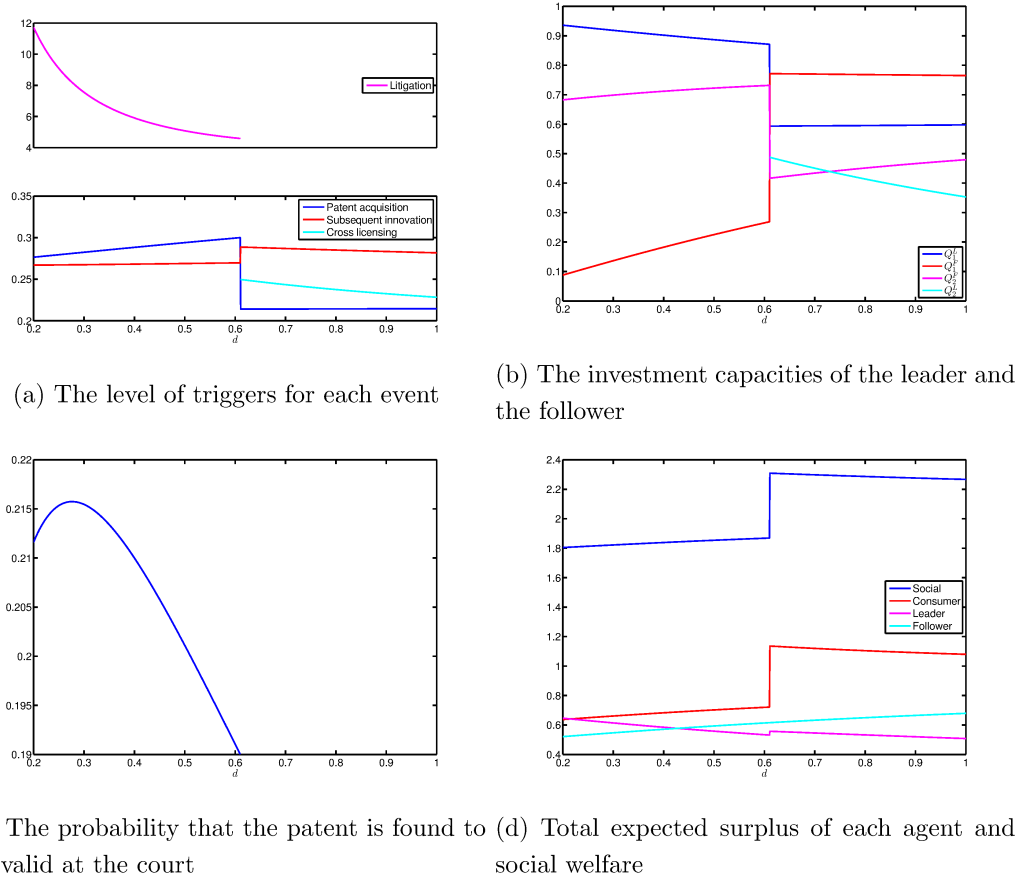 12
10
8
6
4
Litigation
0.35
0.3
0.25
0.2
Patent acquisition
Subsequent innovation
Cross licensing
0.2 0.3 0.4 0.5 0.6 0.7 0.8 0.9 1
d
(a) The level of triggers for each event
1
0.9
0.8
0.7
0.6
0.5
0.4
0.3
0.2
0.1
0
Q_1^L
Q_1^F
Q_2^F
Q_2^L
0.2 0.3 0.4 0.5 0.6 0.7 0.8 0.9 1
d
(b) The investment capacities of the leader and
the follower
0.22
0.215
0.21
0.205
0.2
0.195
0.19
0.2 0.3 0.4 0.5 0.6 0.7 0.8 0.9 1
d
The probability that the patent is found to
valid at the court
2.4
2.2
2
1.8
1.6
1.4
1.2
1
0.8
0.6
0.4
Social
Consumer
Leader
Follower
0.2 0.3 0.4 0.5 0.6 0.7 0.8 0.9 1
d
(d) Total expected surplus of each agent and
social welfare